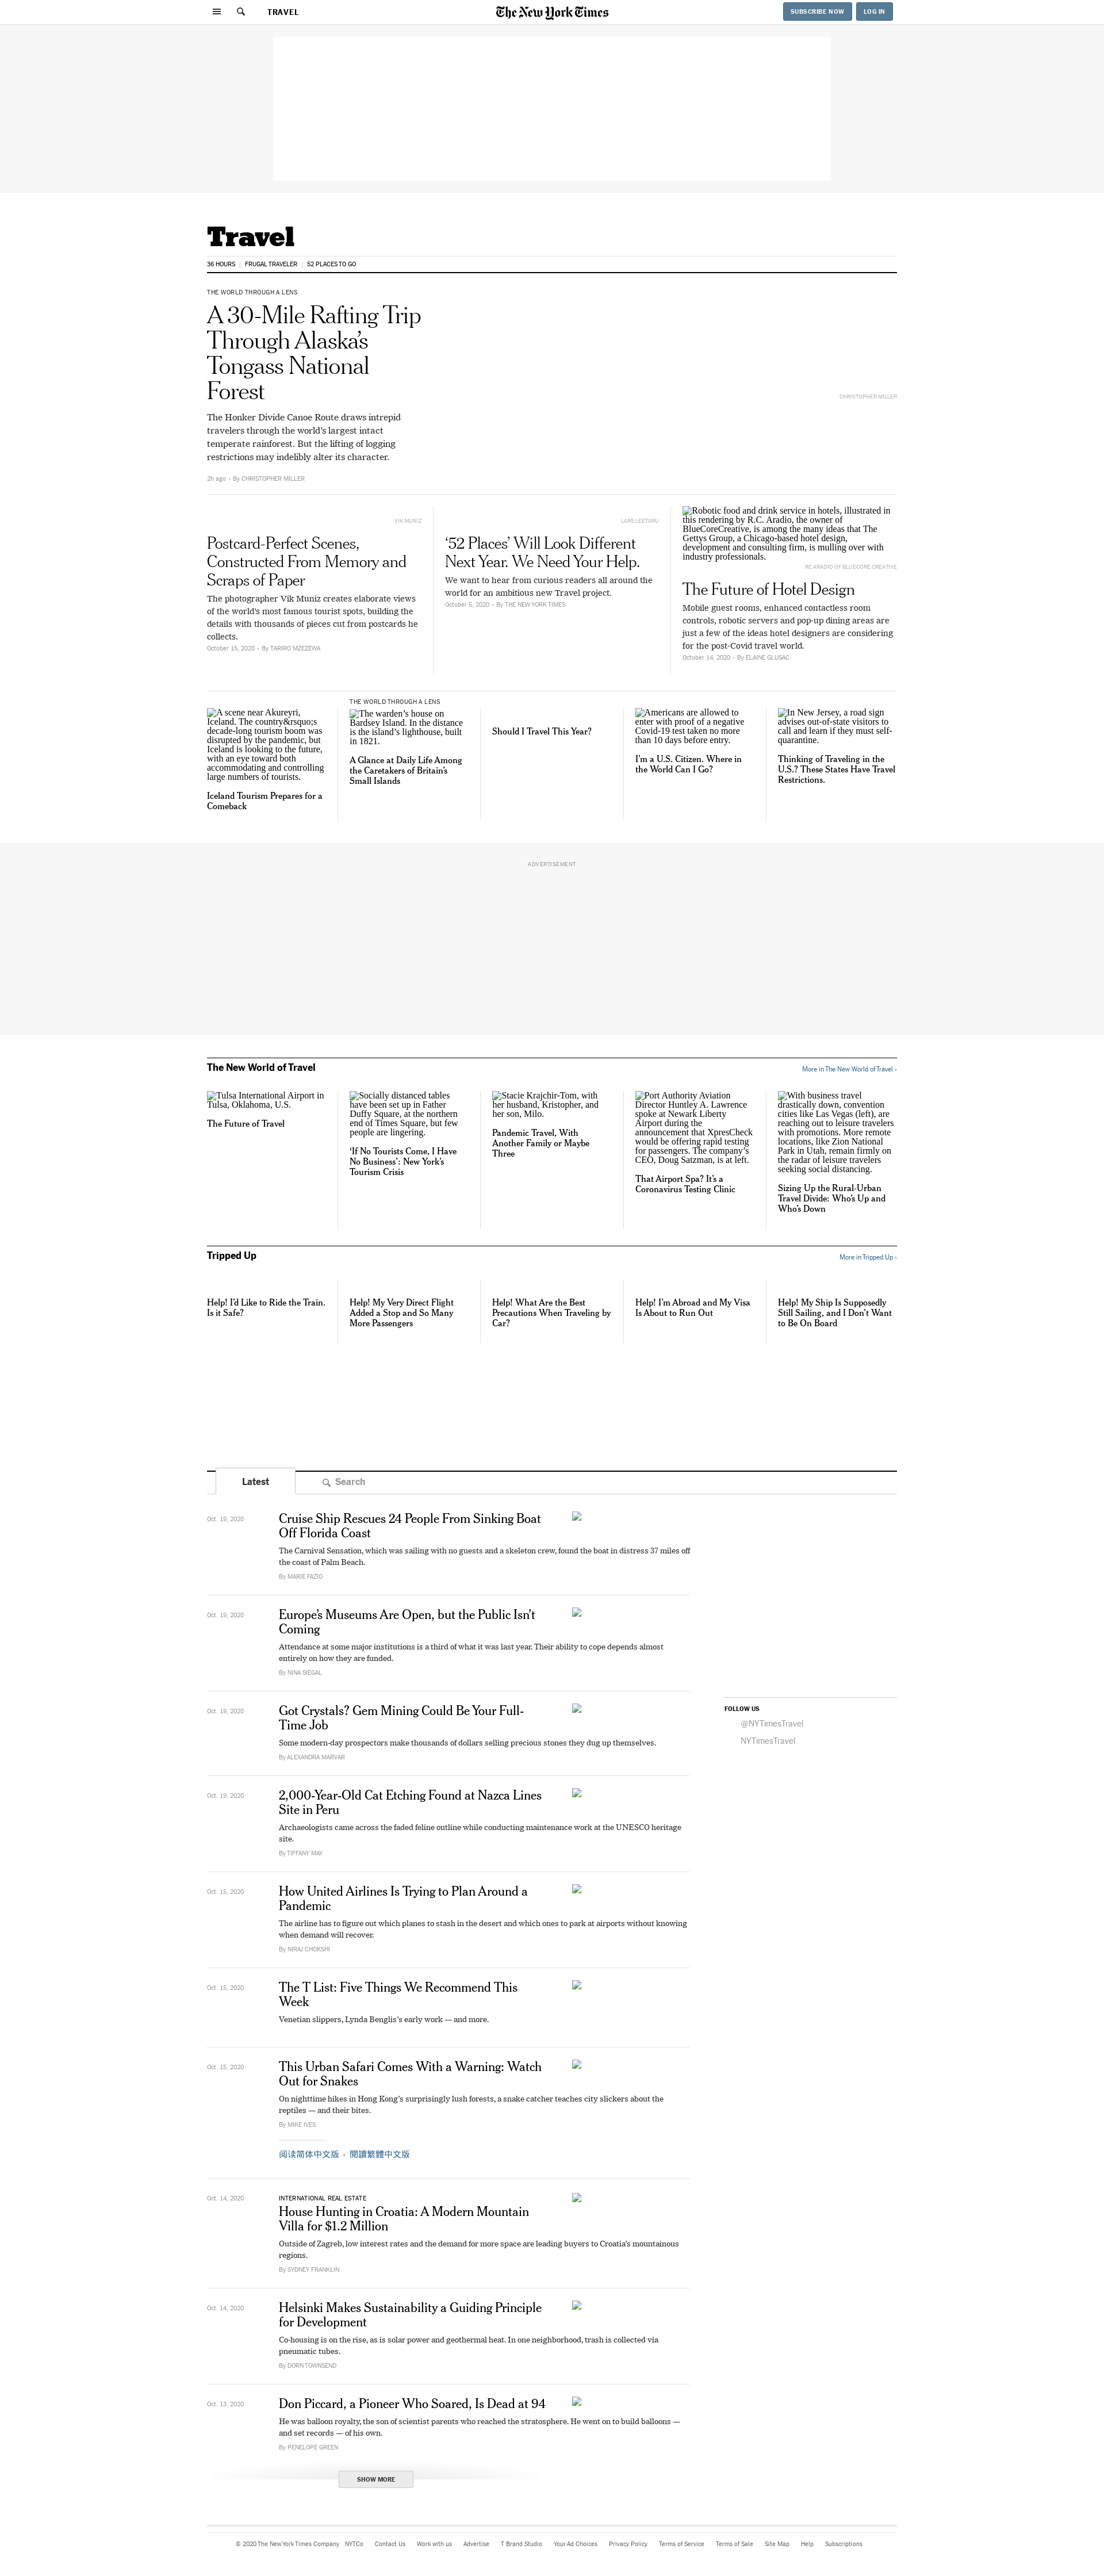 TRAVEL
The New York Times
SUBSCRIBE NOW
LOG IN
Travel
36 HOURS
FRUGAL TRAVELER
52 PLACES TO GO
THE WORLD THROUGH A LENS
A 30-Mile Rafting Trip
Through Alaska’s
Tongass National
Forest
The Honker Divide Canoe Route draws intrepid
travelers through the world’s largest intact
temperate rainforest. But the lifting of logging
restrictions may indelibly alter its character.
2h ago • By CHRISTOPHER MILLER
CHRISTOPHER MILLER
VIK MUNIZ
Postcard-Perfect Scenes,
Constructed From Memory and
Scraps of Paper
The photographer Vik Muniz creates elaborate views
of the world’s most famous tourist spots, building the
details with thousands of pieces cut from postcards he
collects.
October 15, 2020 • By TARIRO MZEZEWA
LARS LEETARU
‘52 Places’ Will Look Different
Next Year. We Need Your Help.
We want to hear from curious readers all around the
world for an ambitious new Travel project.
October 5, 2020 • By THE NEW YORK TIMES
Robotic food and drink service in hotels, illustrated in
this rendering by R.C. Aradio, the owner of
BlueCoreCreative, is among the many ideas that The
Gettys Group, a Chicago-based hotel design,
development and consulting firm, is mulling over with
industry professionals.
RC ARADIO OF BLUECORE CREATIVE
The Future of Hotel Design
Mobile guest rooms, enhanced contactless room
controls, robotic servers and pop-up dining areas are
just a few of the ideas hotel designers are considering
for the post-Covid travel world.
October 14, 2020 • By ELAINE GLUSAC
A scene near Akureyri,
Iceland. The country&rsquo;s
decade-long tourism boom was
disrupted by the pandemic, but
Iceland is looking to the future,
with an eye toward both
accommodating and controlling
large numbers of tourists.
Iceland Tourism Prepares for a
Comeback
THE WORLD THROUGH A LENS
The warden’s house on
Bardsey Island. In the distance
is the island’s lighthouse, built
in 1821.
A Glance at Daily Life Among
the Caretakers of Britain’s
Small Islands
Should I Travel This Year?
Americans are allowed to
enter with proof of a negative
Covid-19 test taken no more
than 10 days before entry.
I’m a U.S. Citizen. Where in
the World Can I Go?
In New Jersey, a road sign
advises out-of-state visitors to
call and learn if they must self-
quarantine.
Thinking of Traveling in the
U.S.? These States Have Travel
Restrictions.
ADVERTISEMENT
The New World of Travel
More in The New World of Travel ›
Tulsa International Airport in
Tulsa, Oklahoma, U.S.
The Future of Travel
Socially distanced tables
have been set up in Father
Duffy Square, at the northern
end of Times Square, but few
people are lingering.
‘If No Tourists Come, I Have
No Business’: New York’s
Tourism Crisis
Stacie Krajchir-Tom, with
her husband, Kristopher, and
her son, Milo.
Pandemic Travel, With
Another Family or Maybe
Three
Port Authority Aviation
Director Huntley A. Lawrence
spoke at Newark Liberty
Airport during the
announcement that XpresCheck
would be offering rapid testing
for passengers. The company’s
CEO, Doug Satzman, is at left.
That Airport Spa? It’s a
Coronavirus Testing Clinic
With business travel
drastically down, convention
cities like Las Vegas (left), are
reaching out to leisure travelers
with promotions. More remote
locations, like Zion National
Park in Utah, remain firmly on
the radar of leisure travelers
seeking social distancing.
Sizing Up the Rural-Urban
Travel Divide: Who’s Up and
Who’s Down
Tripped Up
More in Tripped Up ›
Help! I’d Like to Ride the Train.
Is it Safe?
Help! My Very Direct Flight
Added a Stop and So Many
More Passengers
Help! What Are the Best
Precautions When Traveling by
Car?
Help! I’m Abroad and My Visa
Is About to Run Out
Help! My Ship Is Supposedly
Still Sailing, and I Don’t Want
to Be On Board
Latest
Search
Oct. 19, 2020
Cruise Ship Rescues 24 People From Sinking Boat
Off Florida Coast
The Carnival Sensation, which was sailing with no guests and a skeleton crew, found the boat in distress 37 miles off
the coast of Palm Beach.
By MARIE FAZIO
Oct. 19, 2020
Europe’s Museums Are Open, but the Public Isn’t
Coming
Attendance at some major institutions is a third of what it was last year. Their ability to cope depends almost
entirely on how they are funded.
By NINA SIEGAL
Oct. 19, 2020
Got Crystals? Gem Mining Could Be Your Full-
Time Job
Some modern-day prospectors make thousands of dollars selling precious stones they dug up themselves.
By ALEXANDRA MARVAR
FOLLOW US
@NYTimesTravel
NYTimesTravel
Oct. 19, 2020
2,000-Year-Old Cat Etching Found at Nazca Lines
Site in Peru
Archaeologists came across the faded feline outline while conducting maintenance work at the UNESCO heritage
site.
By TIFFANY MAY
Oct. 15, 2020
How United Airlines Is Trying to Plan Around a
Pandemic
The airline has to figure out which planes to stash in the desert and which ones to park at airports without knowing
when demand will recover.
By NIRAJ CHOKSHI
Oct. 15, 2020
The T List: Five Things We Recommend This
Week
Venetian slippers, Lynda Benglis’s early work — and more.
Oct. 15, 2020
This Urban Safari Comes With a Warning: Watch
Out for Snakes
On nighttime hikes in Hong Kong’s surprisingly lush forests, a snake catcher teaches city slickers about the
reptiles — and their bites.
By MIKE IVES
阅读简体中文版 • 閱讀繁體中文版
Oct. 14, 2020
INTERNATIONAL REAL ESTATE
House Hunting in Croatia: A Modern Mountain
Villa for $1.2 Million
Outside of Zagreb, low interest rates and the demand for more space are leading buyers to Croatia’s mountainous
regions.
By SYDNEY FRANKLIN
Oct. 14, 2020
Helsinki Makes Sustainability a Guiding Principle
for Development
Co-housing is on the rise, as is solar power and geothermal heat. In one neighborhood, trash is collected via
pneumatic tubes.
By DORN TOWNSEND
Oct. 13, 2020
Don Piccard, a Pioneer Who Soared, Is Dead at 94
He was balloon royalty, the son of scientist parents who reached the stratosphere. He went on to build balloons —
and set records — of his own.
By PENELOPE GREEN
SHOW MORE
© 2020 The New York Times Company NYTCo Contact Us Work with us Advertise T Brand Studio Your Ad Choices Privacy Policy Terms of Service Terms of Sale Site Map Help Subscriptions